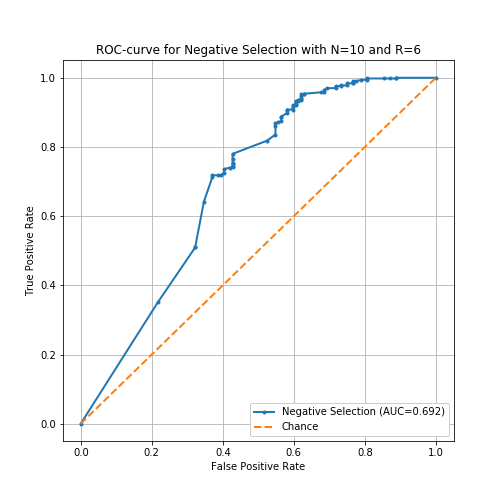 ROC-curve for Negative Selection with N=10 and R=6
True Positive Rate
1.0
0.8
0.6
0.4
0.2
0.0
Negative Selection (AUC=0.692)
Chance
0.0 0.2 0.4 0.6 0.8 1.0
False Positive Rate